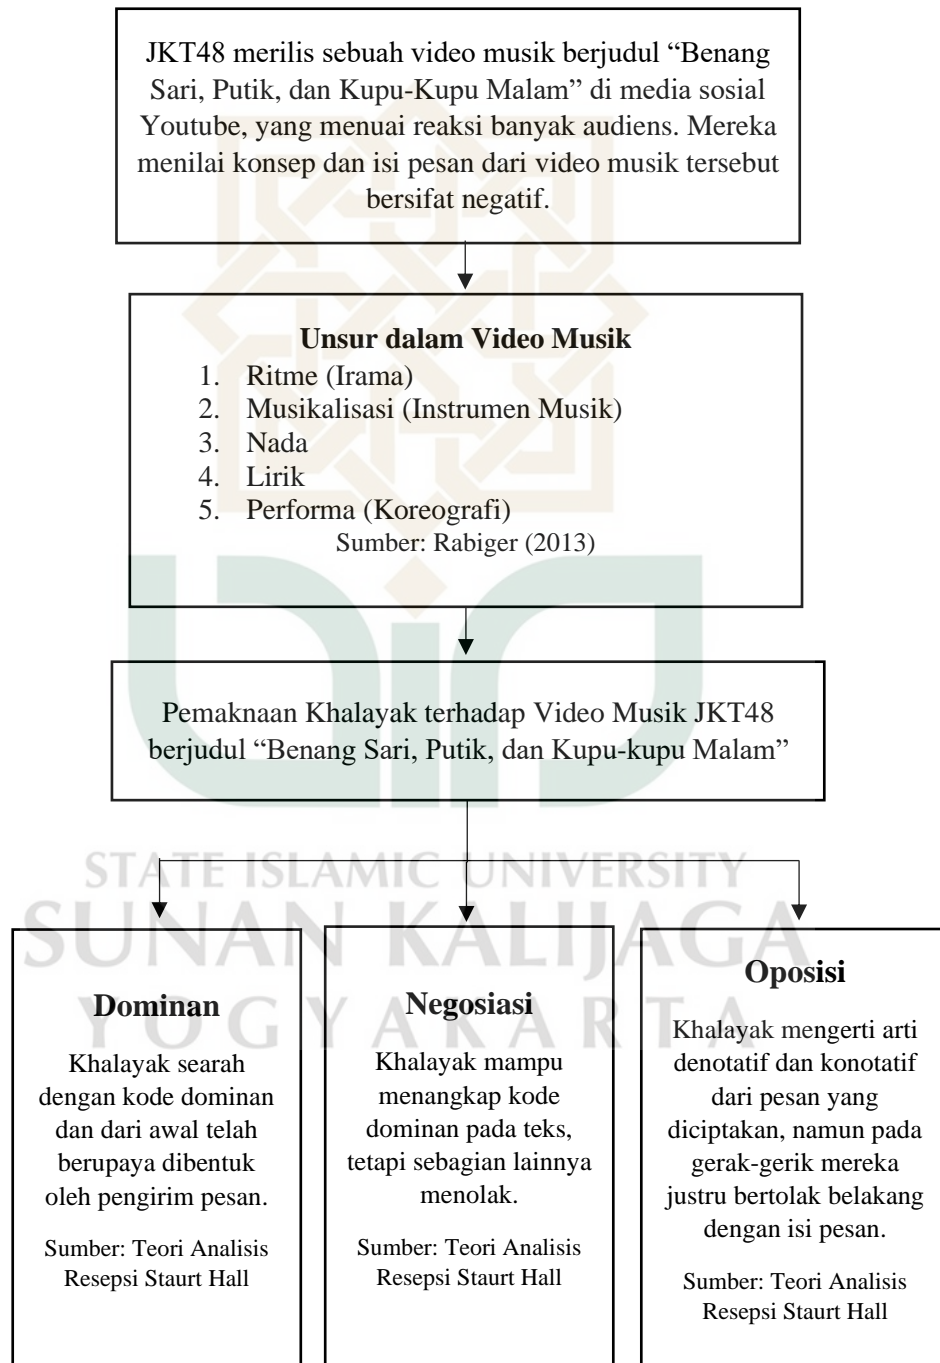 JKT48 merilis sebuah video musik berjudul “Benang
Sari, Putik, dan Kupu-Kupu Malam” di media sosial
Youtube, yang menuai reaksi banyak audiens. Mereka
menilai konsep dan isi pesan dari video musik tersebut
bersifat negatif.
Unsur dalam Video Musik
1. Ritme (Irama)
2. Musikalisasi (Instrumen Musik)
3. Nada
4. Lirik
5. Performa (Koreografi)
Sumber: Rabiger (2013)
Pemaknaan Khalayak terhadap Video Musik JKT48
berjudul “Benang Sari, Putik, dan Kupu-kupu Malam”
STATE ISLAMIC UNIVERSITY
SUNAN KALIJAGA
YOGYAKARTA
Dominan
Khalayak searah
dengan kode dominan
dan dari awal telah
berupaya dibentuk
oleh pengirim pesan.
Sumber: Teori Analisis
Resepsi Staurt Hall
Negosiasi
Khalayak mampu
menangkap kode
dominan pada teks,
tetapi sebagian lainnya
menolak.
Sumber: Teori Analisis
Resepsi Staurt Hall
Oposisi
Khalayak mengerti arti
denotatif dan konotatif
dari pesan yang
diciptakan, namun pada
gerak-gerik mereka
justru bertolak belakang
dengan isi pesan.
Sumber: Teori Analisis
Resepsi Staurt Hall